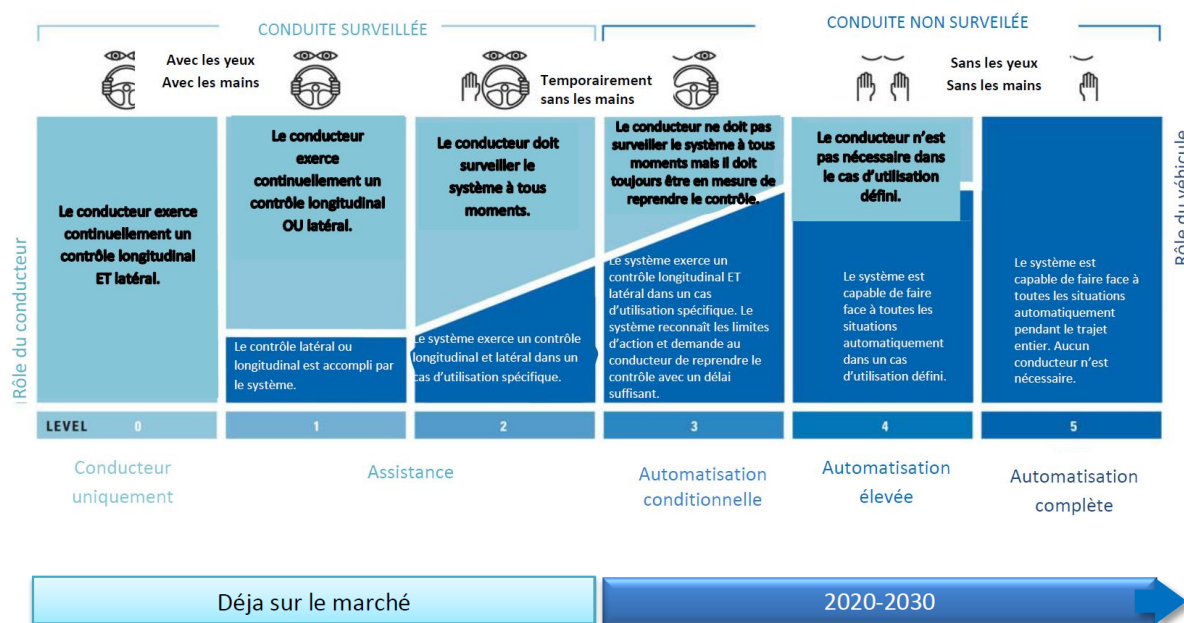 CONDUITE SURVEILLÉE
CONDUITE NON SURVEILÉE
Avec les yeux
Avec les mains
Temporairement
sans les mains
Sans les yeux
Sans les mains
Rôle du conducteur
Le conducteur exerce
continuellement un
contrôle longitudinal
ET latéral.
Le conducteur
exerce
continuellement un
contrôle longitudinal
OU latéral.
Le contrôle latéral ou
longitudinal est accompli par
le système.
Le conducteur doit
surveiller le
système à tous
moments.
Le système exerce un contrôle
longitudinal et latéral dans un
cas d'utilisation spécifique.
Le conducteur ne doit pas
surveiller le système à tous
moments mais il doit
toujours être en mesure de
reprendre le contrôle.
Le système exerce un
contrôle longitudinal ET
latéral dans un cas
d'utilisation spécifique. Le
système reconnaît les limites
d'action et demande au
conducteur de reprendre le
contrôle avec un délai
suffisant.
Le conducteur n'est
pas nécessaire dans
le cas d'utilisation
défini.
Le système est
capable de faire
face à toutes les
situations
automatiquement
dans un cas
d'utilisation défini.
Le système est
capable de faire face à
toutes les situations
automatiquement
pendant le trajet
entier. Aucun
conducteur n'est
nécessaire.
Rôle du véhicule
LEVEL 0 1 2 3 4 5
Conducteur
uniquement
Assistance
Automatisation
conditionnelle
Automatisation
élevée
Automatisation
complète
Déja sur le marché
2020-2030